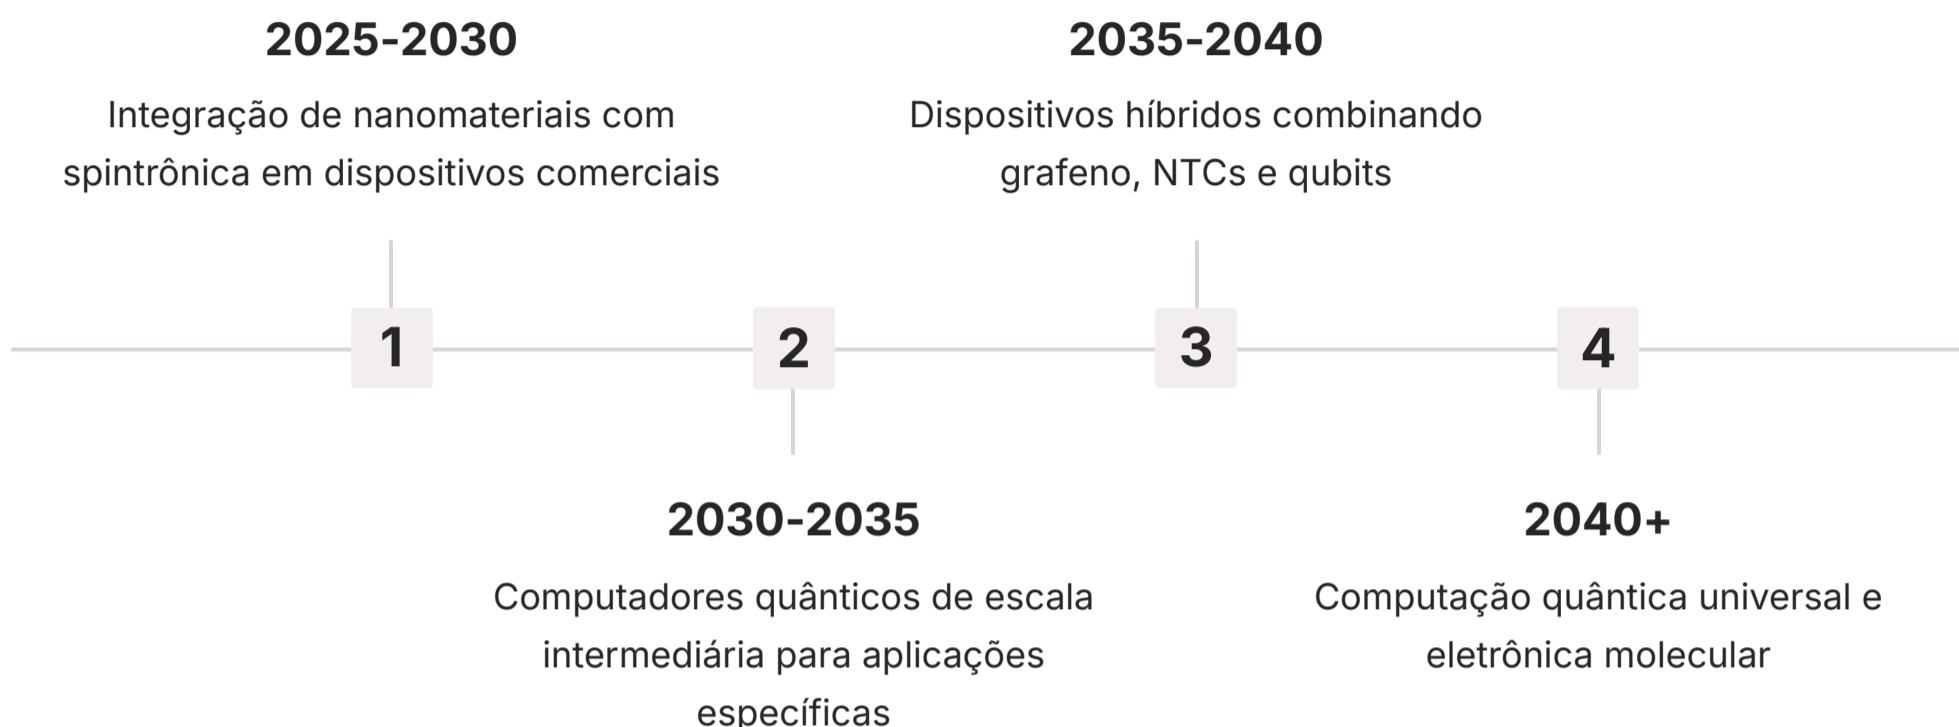 2025-2030
Integração de nanomateriais com
spintrônica em dispositivos comerciais
2035-2040
Dispositivos híbridos combinando
grafeno, NTCs e qubits
1
2
3
4
2030-2035
Computadores quânticos de escala
intermediária para aplicações
específicas
2040+
Computação quântica universal e
eletrônica molecular